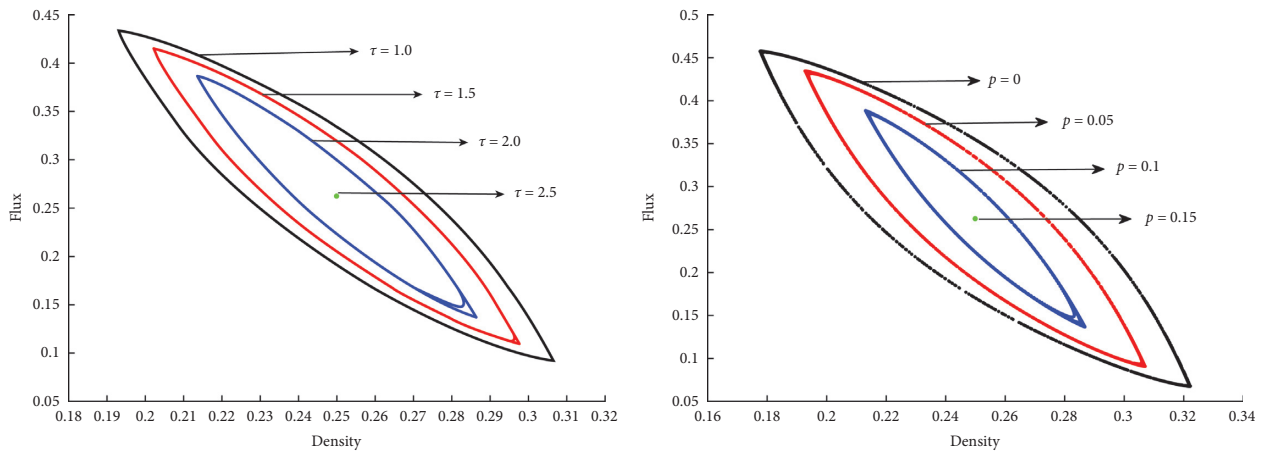 0.45
0.4
0.35
0.3
0.25
0.2
0.15
0.1
0.05
Flux
0.18 0.19 0.2 0.21 0.22 0.23 0.24 0.25 0.26 0.27 0.28 0.29 0.3 0.31 0.32
Density
τ = 1.0
τ = 1.5
τ = 2.0
τ = 2.5
0.5
0.45
0.4
0.35
0.3
0.25
0.2
0.15
0.1
0.05
Flux
0.16 0.18 0.2 0.22 0.24 0.26 0.28 0.3 0.32 0.34
Density
p = 0
p = 0.05
p = 0.1
p = 0.15